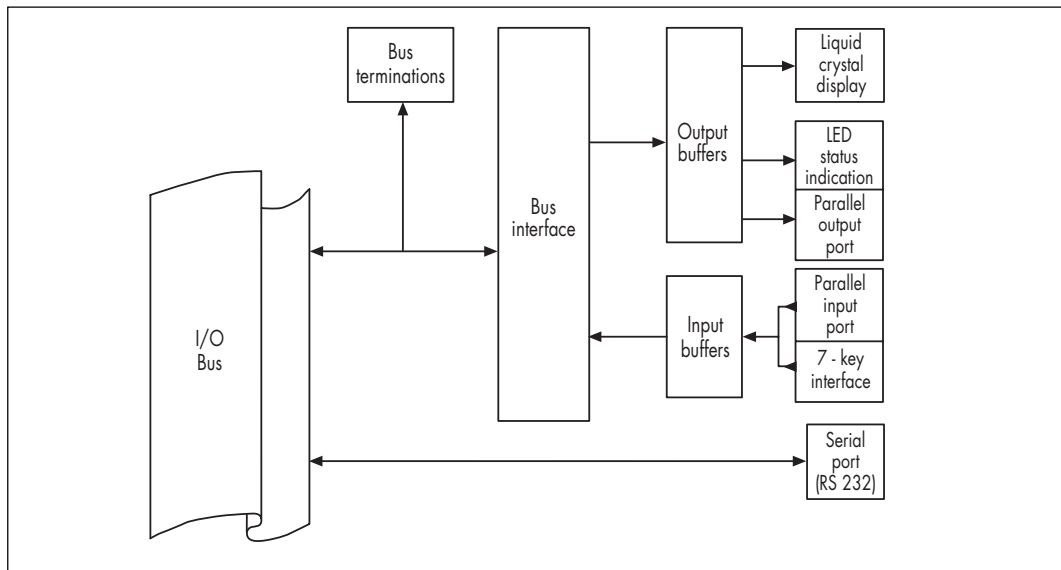 Bus
terminations
Liquid
crystal
display
Output
buffers
LED
status
indication
Parallel
output
port
Bus
interface
I/O
Bus
Input
buffers
Parallel
input
port
7 - key
interface
Serial
port
(RS 232)